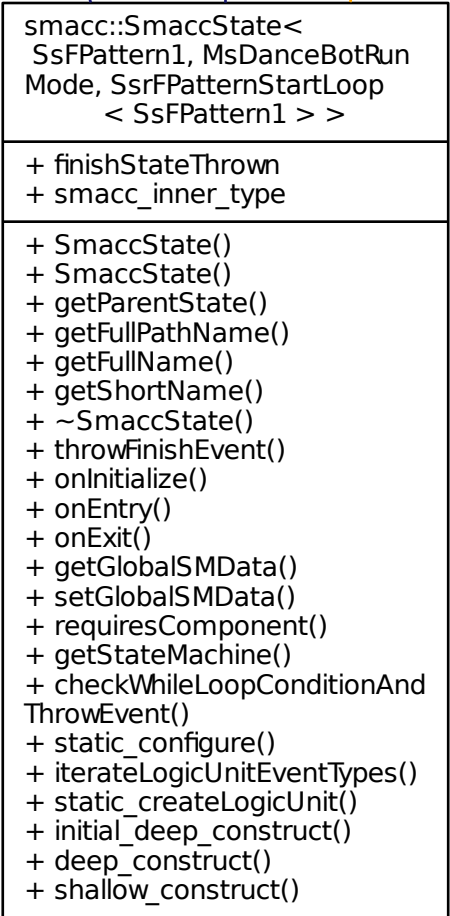 smacc::SmaccState<
SsFPattern1, MsDanceBotRun
Mode, SsrFPatternStartLoop
< SsFPattern1 > >
+ finishStateThrown
+ smacc_inner_type
+ SmaccState()
+ SmaccState()
+ getParentState()
+ getFullPathName()
+ getFullName()
+ getShortName()
+ ~SmaccState()
+ throwFinishEvent()
+ onInitialize()
+ onEntry()
+ onExit()
+ getGlobalSMData()
+ setGlobalSMData()
+ requiresComponent()
+ getStateMachine()
+ checkWhileLoopConditionAnd
ThrowEvent()
+ static_configure()
+ iterateLogicUnitEventTypes()
+ static_createLogicUnit()
+ initial_deep_construct()
+ deep_construct()
+ shallow_construct()